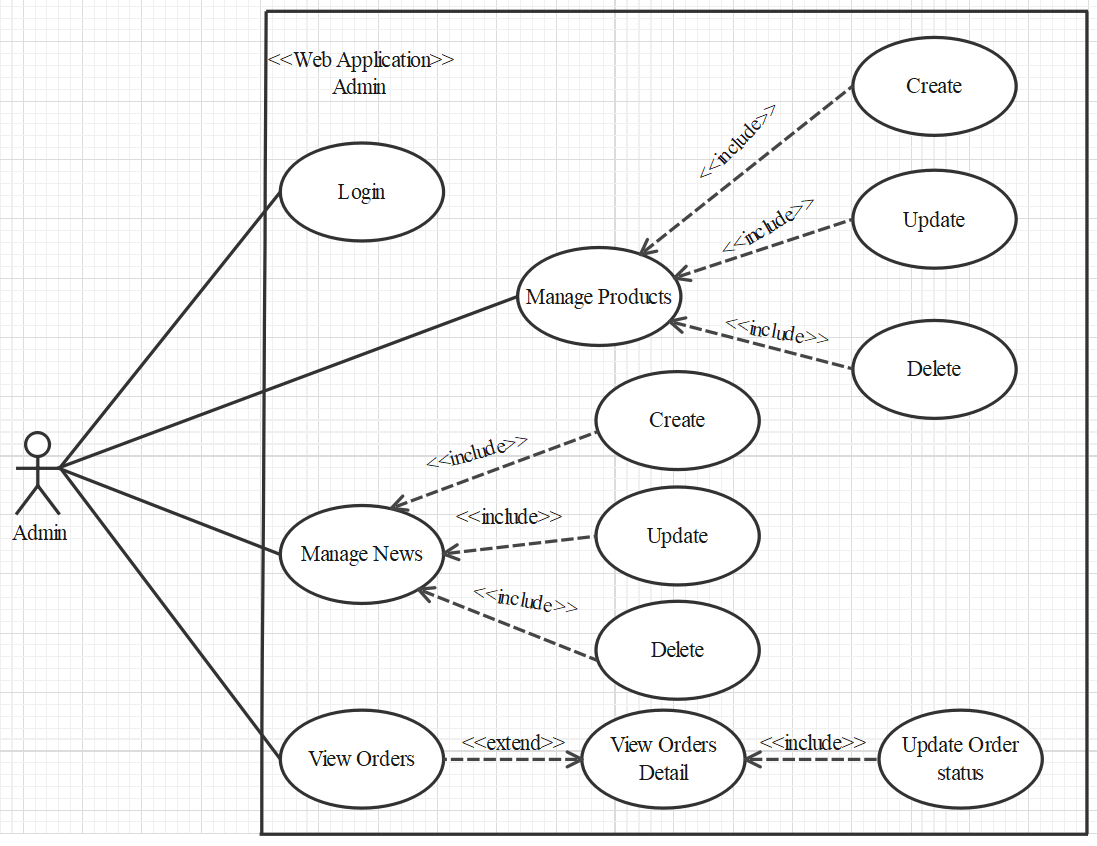 <<Web Application>>
Admin
Login
Create
<<include>>
Update
<<include>>
Manage Products
<<include>>
Delete
Create
<<include>>
Admin
Manage News
<<include>>
Update
<<include>>
Delete
View Orders
<<extend>>
View Orders
Detail
<<include>>
Update Order
status